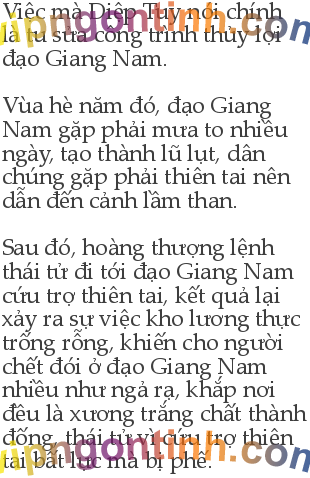 Việc mà Diệp Tuy nói chính
là tu sửa công trình thủy lợi
đạo Giang Nam.
Vùa hè năm đó, đạo Giang
Nam gặp phải mưa to nhiều
ngày, tạo thành lũ lụt, dân
chúng gặp phải thiên tai nên
dẫn đến cảnh lầm than.
Sau đó, hoàng thượng lệnh
thái tử đi tới đạo Giang Nam
cứu trợ thiên tai, kết quả lại
xảy ra sự việc kho lương thực
trống rỗng, khiến cho người
chết đói ở đạo Giang Nam
nhiều như ngả rạ, khắp nơi
đều là xương trắng chất thành
đống, thái tử vì cứu trợ thiên
tai bất lực mà bị phế.
vipngontinh.com
vipngontinh.com